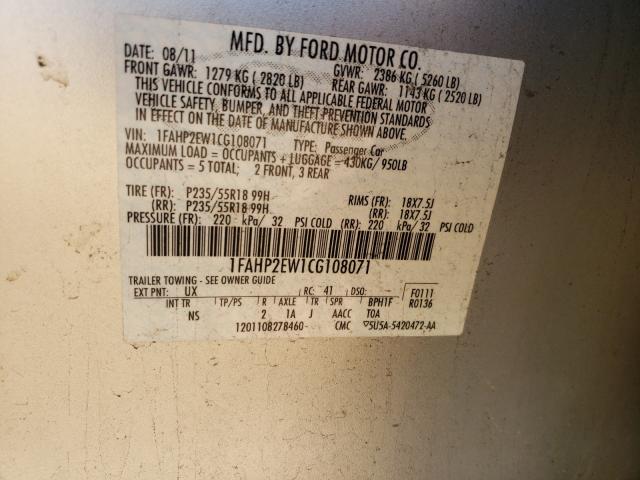 MFD. BY FORD MOTOR CO.
DATE: 08/11 GVWR: 2386 KG ( 5260 LB)
FRONT GAWR: 1279 KG ( 2820 LB) REAR GAWR: 1143 KG ( 2520 LB)
THIS VEHICLE CONFORMS TO ALL APPLICABLE FEDERAL MOTOR
VEHICLE SAFETY, BUMPER, AND THEFT PREVENTION STANDARDS
IN EFFECT ON THE DATE OF MANUFACTURE SHOWN ABOVE.
VIN: 1FAHP2EW1CG108071 TYPE: Passenger Car
MAXIMUM LOAD = OCCUPANTS + LUGGAGE = 430KG/ 950LB
OCCUPANTS = 5 TOTAL; 2 FRONT, 3 REAR
TIRE (FR): P235/55R18 99H RIMS (FR): 18X7.5J
(RR): P235/55R18 99H (RR): 18X7.5J
PRESSURE (FR): 220 kPa/ 32 PSI COLD (RR): 220 kPa/ 32 PSI COLD
1FAHP2EW1CG108071
TRAILER TOWING - SEE OWNER GUIDE
EXT PNT: UX RC: 41 DSO: F0111
INT TR TP/PS R AXLE TR SPR BPH1F R0136
NS 2 1A J AACC TOA
1201108278460- CMC ▽5U5A-5420472-AA